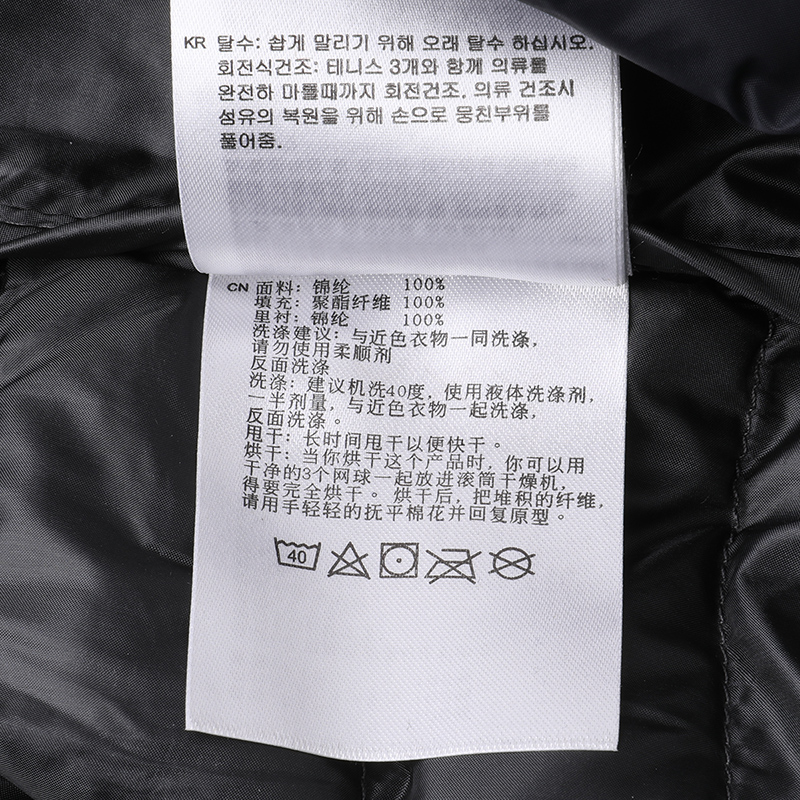 KR 탈수: 쉽게 말리기 위해 오래 탈수 하십시오.
회전식건조: 테니스 3개와 함께 의류를
완전하 마를때까지 회전건조. 의류 건조시
섬유의 복원을 위해 손으로 뭉친부위를
풀어줌.
CN 面料: 锦纶 100%
填充: 聚酯纤维 100%
里衬: 锦纶 100%
洗涤建议: 与近色衣物一同洗涤,
请勿使用柔顺剂
反面洗涤
洗涤: 建议机洗40度, 使用液体洗涤剂,
一半剂量, 与近色衣物一起洗涤,
反面洗涤。
甩干: 长时间甩干以便快干。
烘干: 当你烘干这个产品时, 你可以用
干净的3个网球一起放进滚筒干燥机,
得要完全烘干。 烘干后, 把堆积的纤维,
请用手轻轻的抚平棉花并回复原型。
40